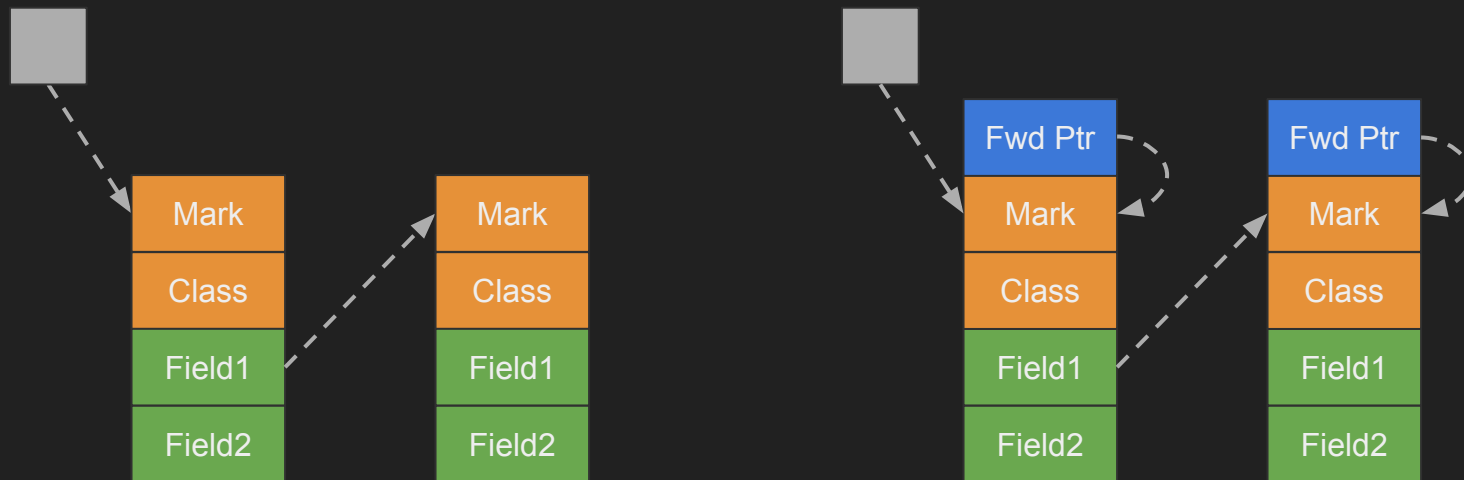 Fwd Ptr Fwd Ptr
Mark Mark Mark Mark
Class Class Class Class
Field1 Field1 Field1 Field1
Field2 Field2 Field2 Field2